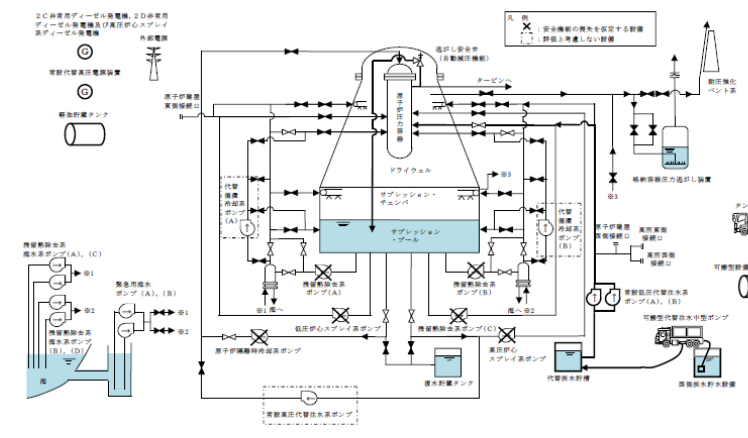 ２Ｃ非常用ディーゼル発電機，２Ｄ非常用
ディーゼル発電機及び高圧炉心スプレイ
系ディーゼル発電機
外部電源
G
常設代替高圧電源装置
G
軽油貯蔵タンク
凡 例
：安全機能の喪失を仮定する設備
：評価上考慮しない設備
逃がし安全弁
（自動減圧機能）
タービンへ
耐圧強化
ベント系
原子炉建屋
東側接続口
原子炉圧力容器
ドライウェル
格納容器圧力逃がし装置
※3
※3
サプレッション・
チェンバ
サプレッション・
プール
代替
循環
冷却系
ポンプ
(A)
代替
循環
冷却系
ポンプ
(B)
原子炉建屋
西側接続口
高所東側
接続口
高所西側
接続口
タン
可搬型設備
残留熱除去系
海水系ポンプ(A)，(C)
※1
※2
残留熱除去系
海水系ポンプ
(B)，(D)
海
緊急用海水
ポンプ(A)，(B)
※1
※2
※1 海へ
残留熱除去系
ポンプ(A)
残留熱除去系
ポンプ(B)
海へ ※2
常設低圧代替注水系
ポンプ(A)，(B)
低圧炉心スプレイ系ポンプ
残留熱除去系ポンプ(C)
原子炉隔離時冷却系ポンプ
高圧炉心
スプレイ系ポンプ
可搬型代替注水中型ポンプ
復水貯蔵タンク
代替淡水貯槽
西側淡水貯水設備
常設高圧代替注水系ポンプ